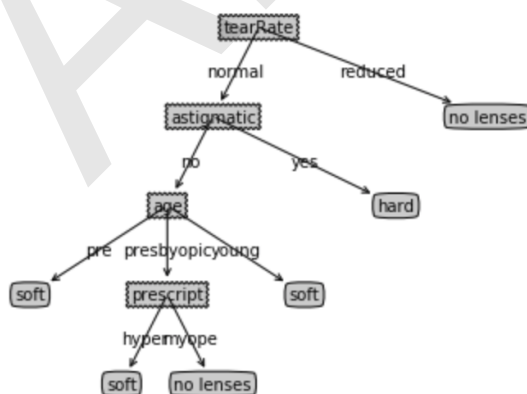 tearRate
normal reduced
astigmatic no lenses
no yes
age hard
pre presbyopic young
soft prescript soft
hyper myope
soft no lenses